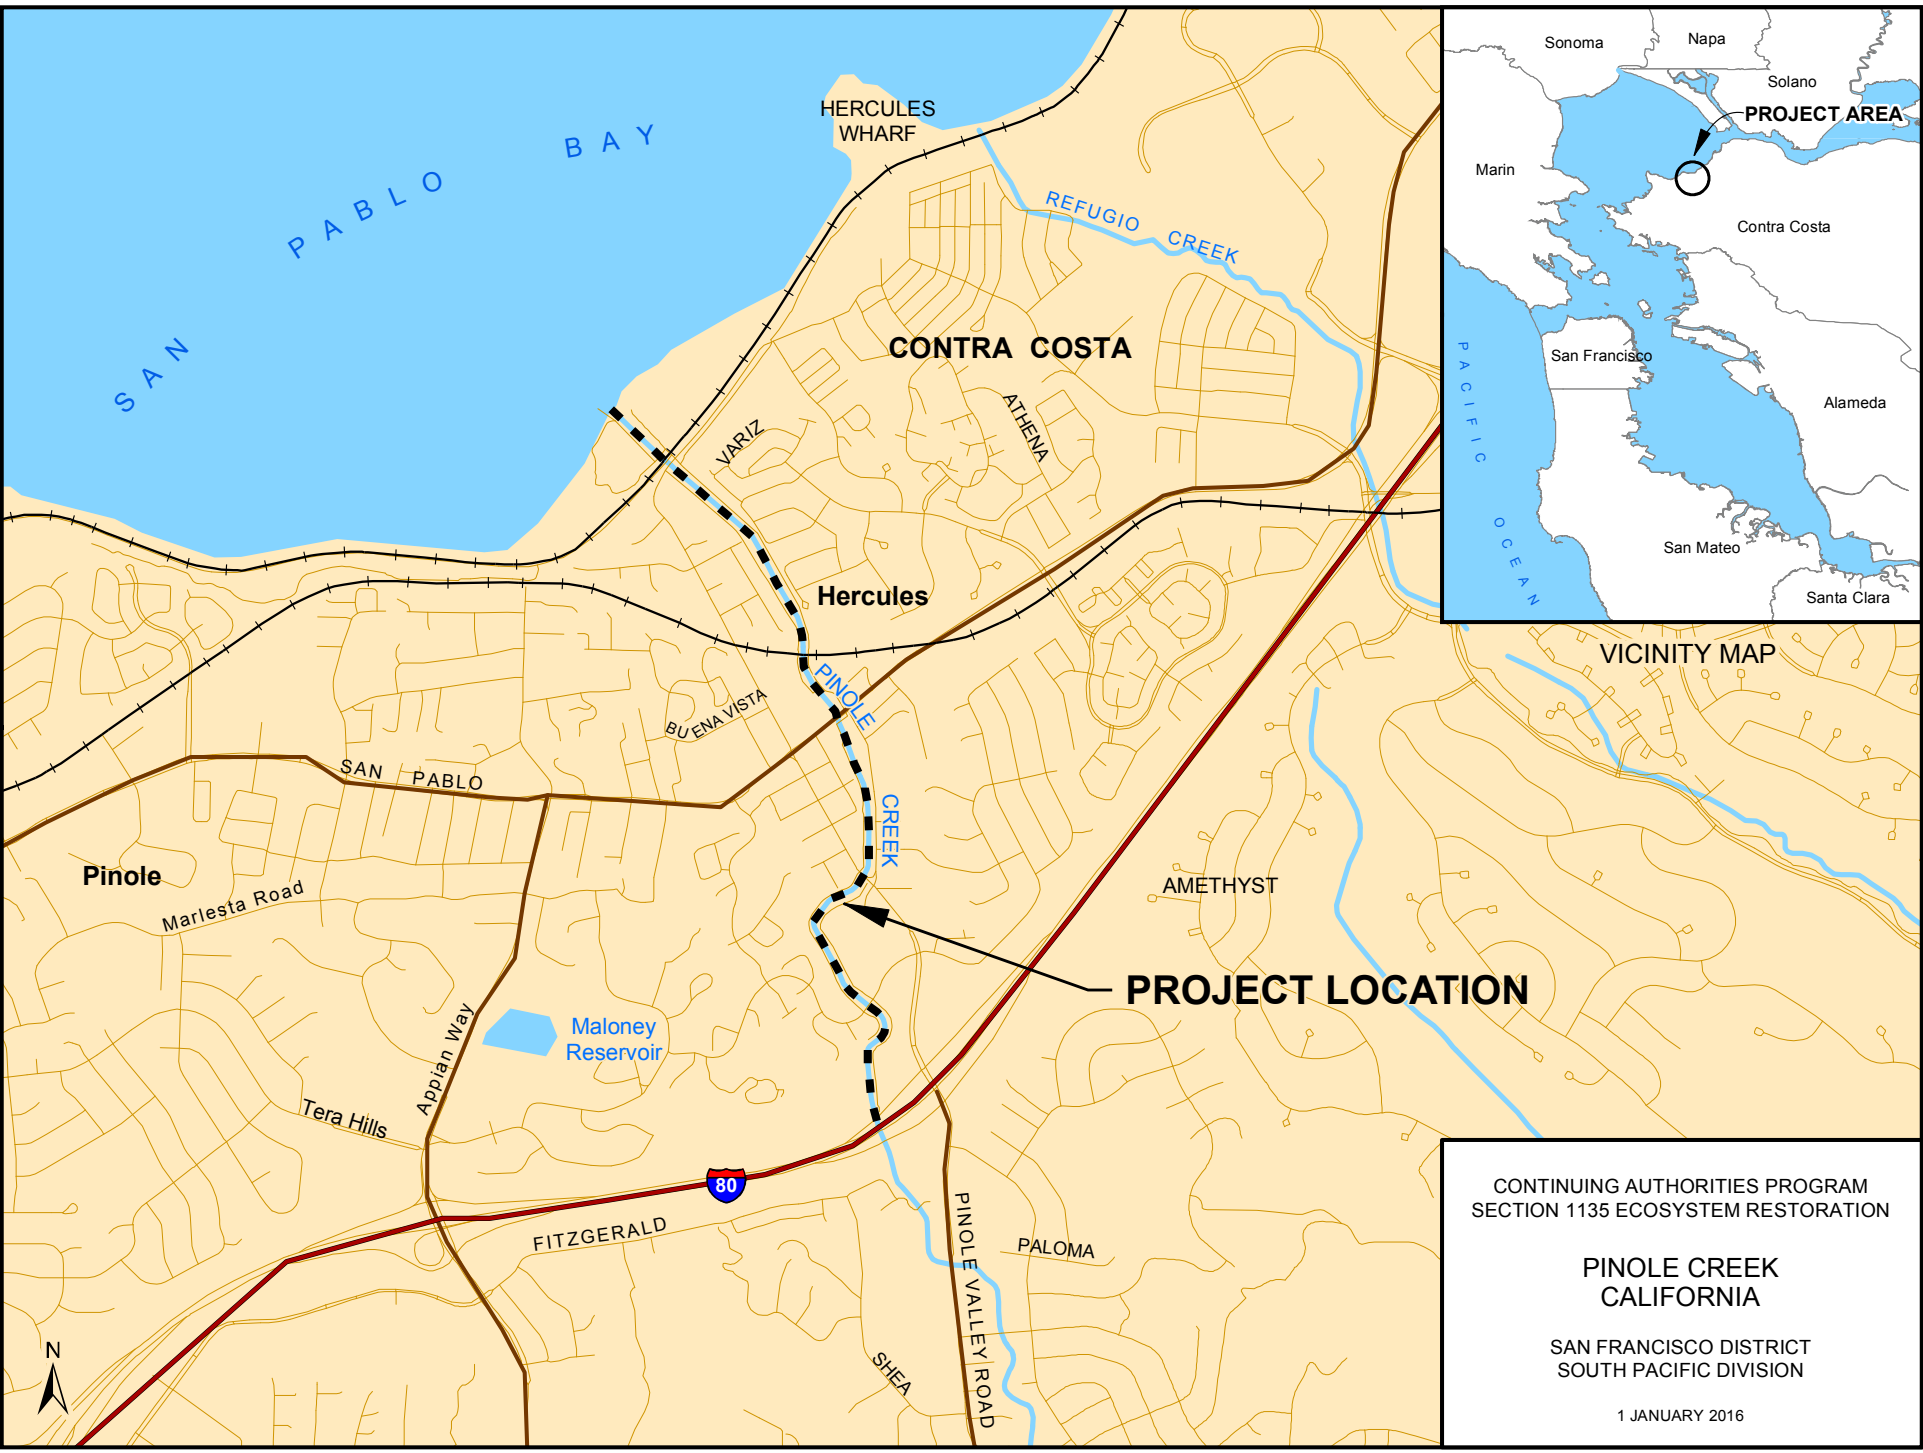 SAN PABLO BAY
HERCULES
WHARF
REFUGIO CREEK
CONTRA COSTA
VARIZ
ATHENA
Hercules
PINOLE
CREEK
BUENA VISTA
SAN PABLO
Pinole
Marlesta Road
AMETHYST
PROJECT LOCATION
Maloney
Reservoir
Appian Way
Tera Hills
80
FITZGERALD
PINOLE VALLEY ROAD
PALOMA
SHEA
N
Sonoma
Napa
Solano
PROJECT AREA
Marin
Contra Costa
San Francisco
PACIFIC OCEAN
Alameda
San Mateo
Santa Clara
VICINITY MAP
CONTINUING AUTHORITIES PROGRAM
SECTION 1135 ECOSYSTEM RESTORATION
PINOLE CREEK
CALIFORNIA
SAN FRANCISCO DISTRICT
SOUTH PACIFIC DIVISION
1 JANUARY 2016